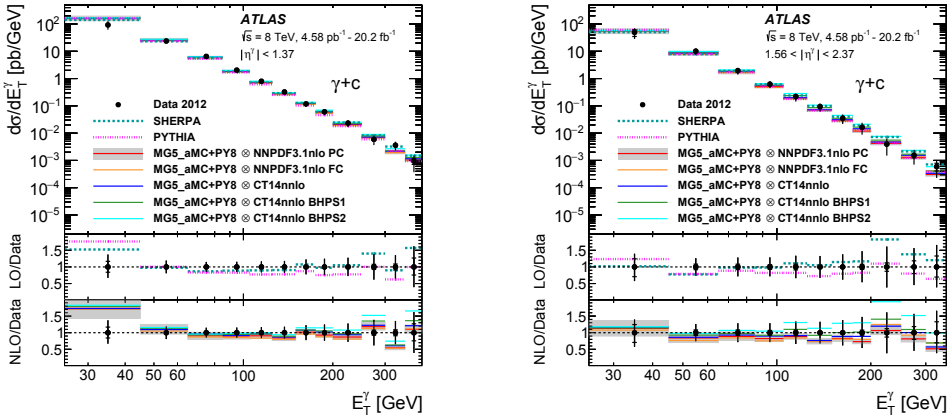 dσ/dE_T^γ [pb/GeV]
10²
10
1
10⁻¹
10⁻²
10⁻³
10⁻⁴
10⁻⁵
ATLAS
√s = 8 TeV, 4.58 pb⁻¹ - 20.2 fb⁻¹
|η^γ| < 1.37
γ+c
Data 2012
SHERPA
PYTHIA
MG5_aMC+PY8 ⊗ NNPDF3.1nlo PC
MG5_aMC+PY8 ⊗ NNPDF3.1nlo FC
MG5_aMC+PY8 ⊗ CT14nnlo
MG5_aMC+PY8 ⊗ CT14nnlo BHPS1
MG5_aMC+PY8 ⊗ CT14nnlo BHPS2
LO/Data
1.5
1
0.5
NLO/Data
1.5
1
0.5
30 40 50 60 100 200 300
E_T^γ [GeV]
dσ/dE_T^γ [pb/GeV]
10²
10
1
10⁻¹
10⁻²
10⁻³
10⁻⁴
10⁻⁵
ATLAS
√s = 8 TeV, 4.58 pb⁻¹ - 20.2 fb⁻¹
1.56 < |η^γ| < 2.37
γ+c
Data 2012
SHERPA
PYTHIA
MG5_aMC+PY8 ⊗ NNPDF3.1nlo PC
MG5_aMC+PY8 ⊗ NNPDF3.1nlo FC
MG5_aMC+PY8 ⊗ CT14nnlo
MG5_aMC+PY8 ⊗ CT14nnlo BHPS1
MG5_aMC+PY8 ⊗ CT14nnlo BHPS2
LO/Data
1.5
1
0.5
NLO/Data
1.5
1
0.5
30 40 50 60 100 200 300
E_T^γ [GeV]